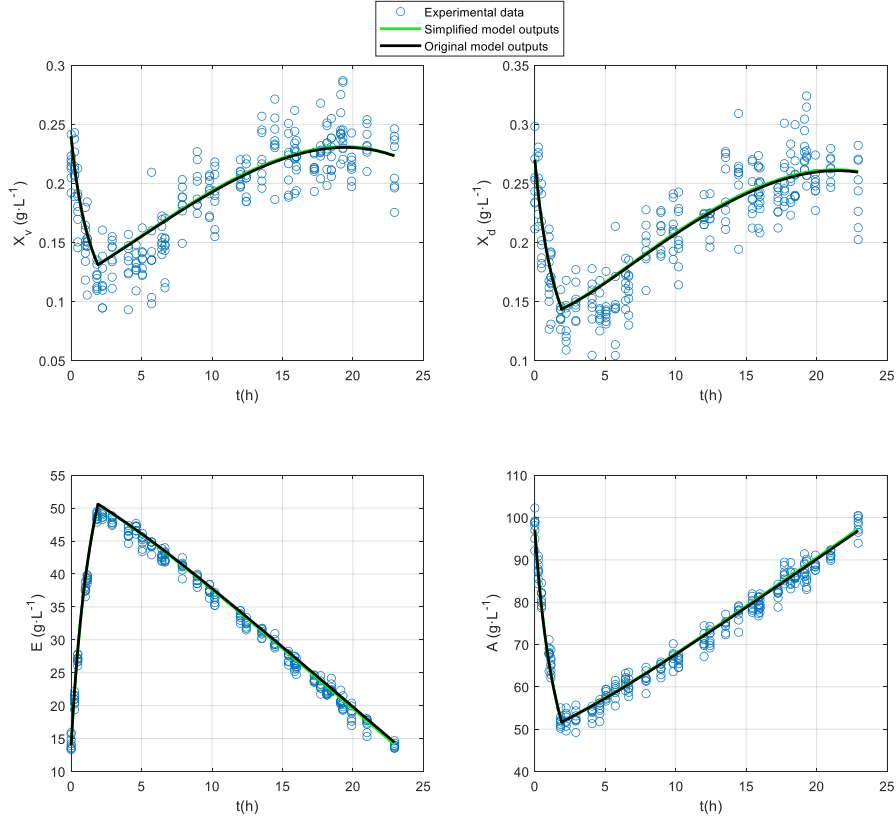 Experimental data
Simplified model outputs
Original model outputs
0.3
0.25
0.2
0.15
0.1
0.05
X_v (g·L^-1)
0 5 10 15 20 25
t(h)
0.35
0.3
0.25
0.2
0.15
0.1
X_d (g·L^-1)
0 5 10 15 20 25
t(h)
55
50
45
40
35
30
25
20
15
10
E (g·L^-1)
0 5 10 15 20 25
t(h)
110
100
90
80
70
60
50
40
A (g·L^-1)
0 5 10 15 20 25
t(h)